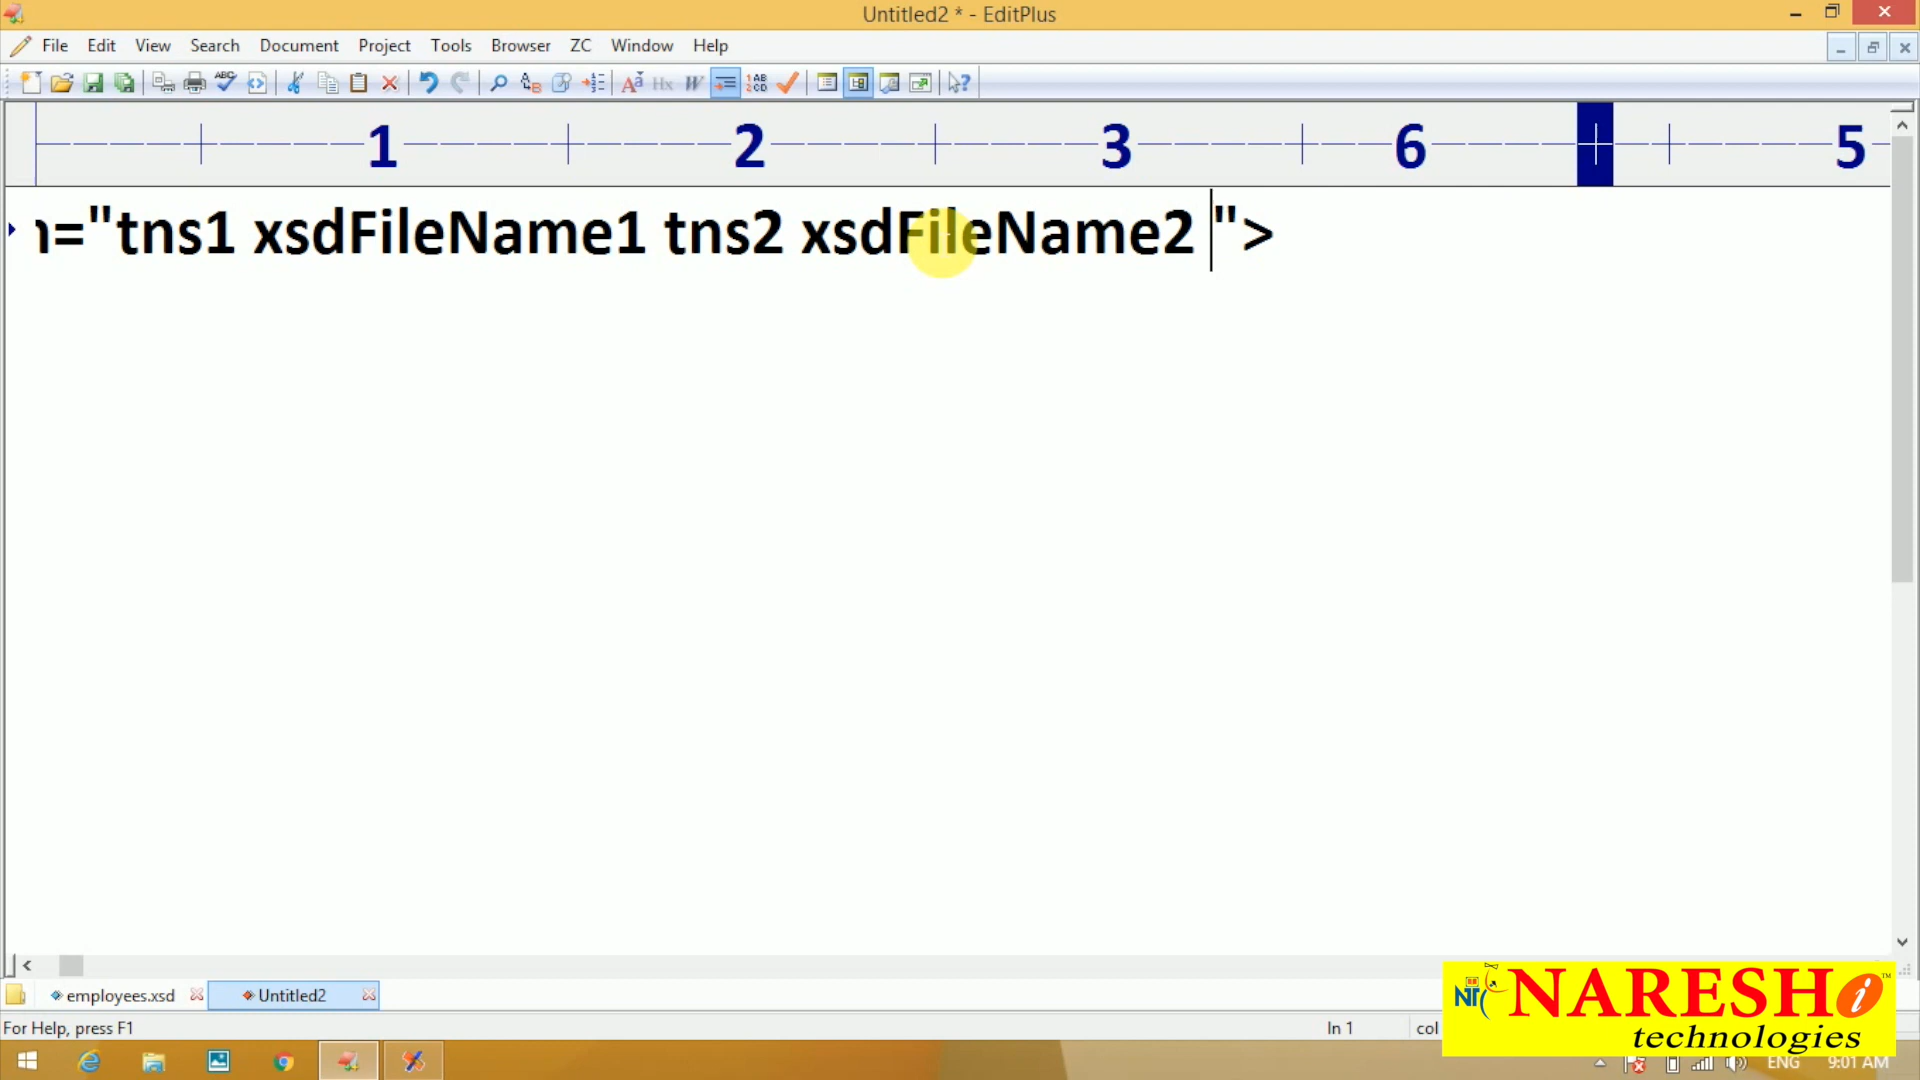 Untitled2 * - EditPlus
File Edit View Search Document Project Tools Browser ZC Window Help
1 2 3 6 5
n="tns1 xsdFileName1 tns2 xsdFileName2 ">
employees.xsd Untitled2
For Help, press F1 ln 1 col
NARESH i
technologies
ENG 9:01 AM